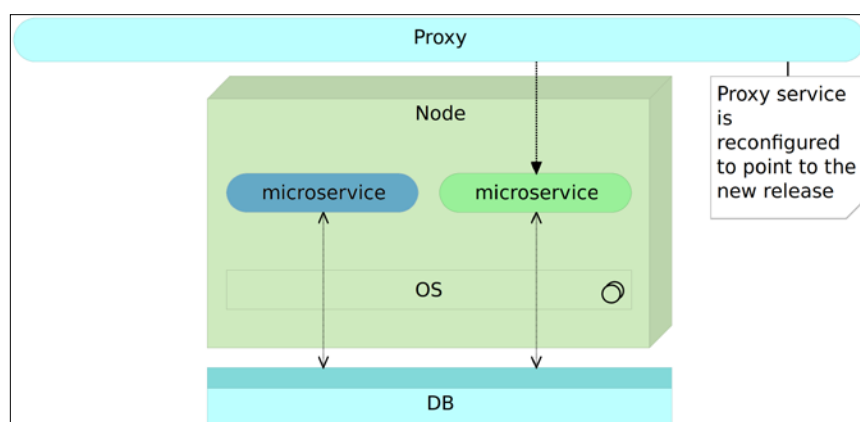 Proxy
Node
Proxy service
is
reconfigured
to point to the
new release
microservice
microservice
OS
DB